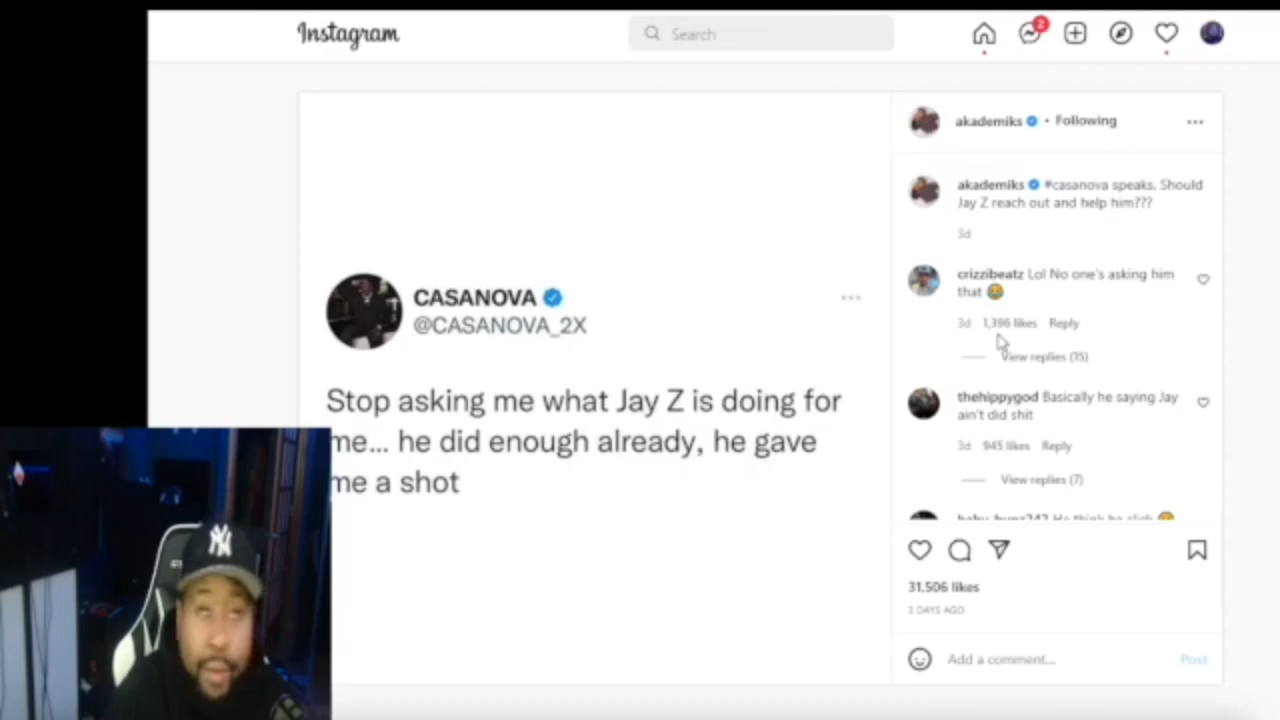 Instagram
Search
2
akademiks • Following
akademiks #casanova speaks. Should
Jay Z reach out and help him???
3d
crizzibeatz Lol No one's asking him
that 😂
3d 1,396 likes Reply
View replies (15)
thehippygod Basically he saying Jay
ain't did shit
3d 945 likes Reply
View replies (7)
CASANOVA
@CASANOVA_2X
Stop asking me what Jay Z is doing for
me... he did enough already, he gave
me a shot
31,506 likes
3 DAYS AGO
Add a comment...
Post
NY